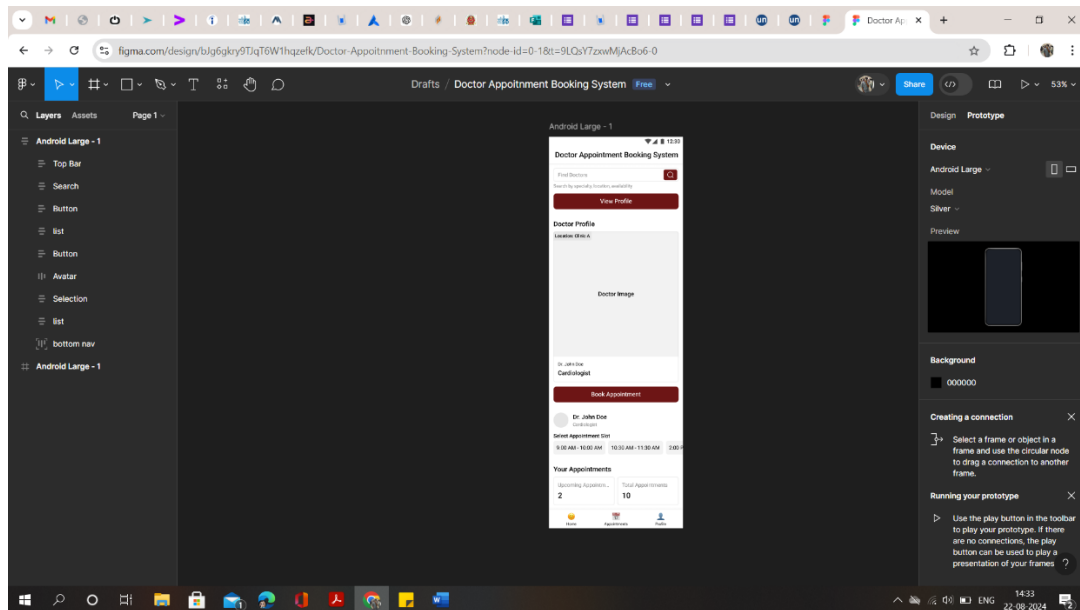 Doctor Ap
figma.com/design/bJg6gkry9TJqT6W1hqzefk/Doctor-Appoitnment-Booking-System?node-id=0-1&t=9LQsY7zxwMjAcBo6-0
Drafts / Doctor Appoitnment Booking System Free
Share
53%
Layers Assets Page 1
Android Large - 1
Top Bar
Search
Button
list
Button
Avatar
Selection
list
bottom nav
Android Large - 1
Android Large - 1
12:30
Doctor Appointment Booking System
Find Doctors
Search by specialty, location, availability
View Profile
Doctor Profile
Location: Clinic A
Doctor Image
Dr. John Doe
Cardiologist
Book Appointment
Dr. John Doe
Cardiologist
Select Appointment Slot
9:00 AM - 10:00 AM 10:30 AM - 11:30 AM 2:00 P
Your Appointments
Upcoming Appointm... Total Appointments
2 10
Home Appointments Profile
Design Prototype
Device
Android Large
Model
Silver
Preview
Background
000000
Creating a connection
Select a frame or object in a
frame and use the circular node
to drag a connection to another
frame.
Running your prototype
Use the play button in the toolbar
to play your prototype. If there
are no connections, the play
button can be used to play a
presentation of your frames
?
ENG
14:33
22-08-2024